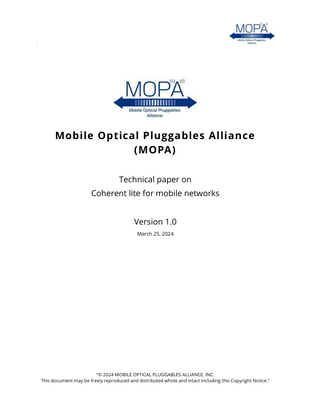 MOPA
Mobile Optical Pluggables
Alliance
MOPA
Mobile Optical Pluggables
Alliance
Mobile Optical Pluggables Alliance
(MOPA)
Technical paper on
Coherent lite for mobile networks
Version 1.0
March 25, 2024
"© 2024 MOBILE OPTICAL PLUGGABLES ALLIANCE, INC.
This document may be freely reproduced and distributed whole and intact including this Copyright Notice."